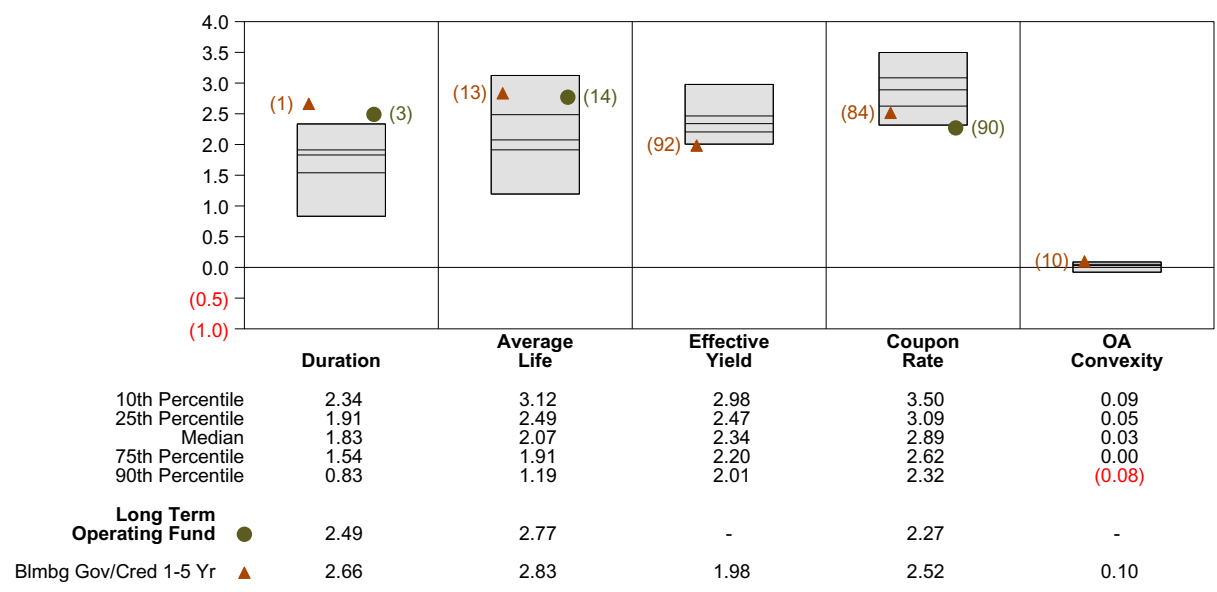 4.0
3.5
3.0
2.5
2.0
1.5
1.0
0.5
0.0
(0.5)
(1.0)
(1) (3)
(13) (14)
(92)
(84) (90)
(10)
Duration Average Life Effective Yield Coupon Rate OA Convexity
10th Percentile 2.34 3.12 2.98 3.50 0.09
25th Percentile 1.91 2.49 2.47 3.09 0.05
Median 1.83 2.07 2.34 2.89 0.03
75th Percentile 1.54 1.91 2.20 2.62 0.00
90th Percentile 0.83 1.19 2.01 2.32 (0.08)
Long Term
Operating Fund 2.49 2.77 - 2.27 -
Blmbg Gov/Cred 1-5 Yr 2.66 2.83 1.98 2.52 0.10